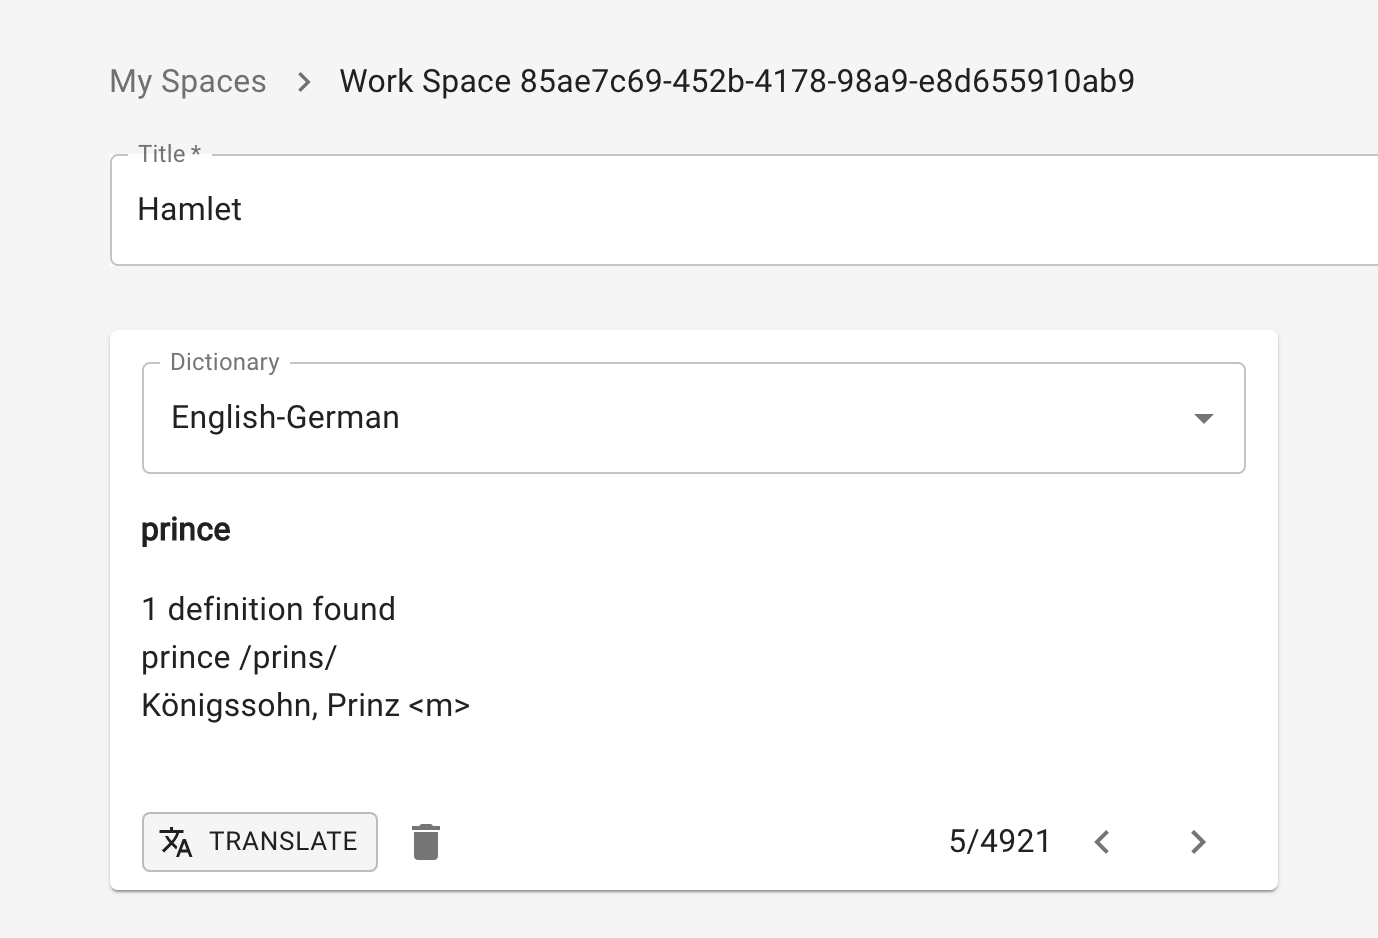 My Spaces > Work Space 85ae7c69-452b-4178-98a9-e8d655910ab9
Title *
Hamlet
Dictionary
English-German
prince
1 definition found
prince /prins/
Königssohn, Prinz <m>
TRANSLATE
5/4921